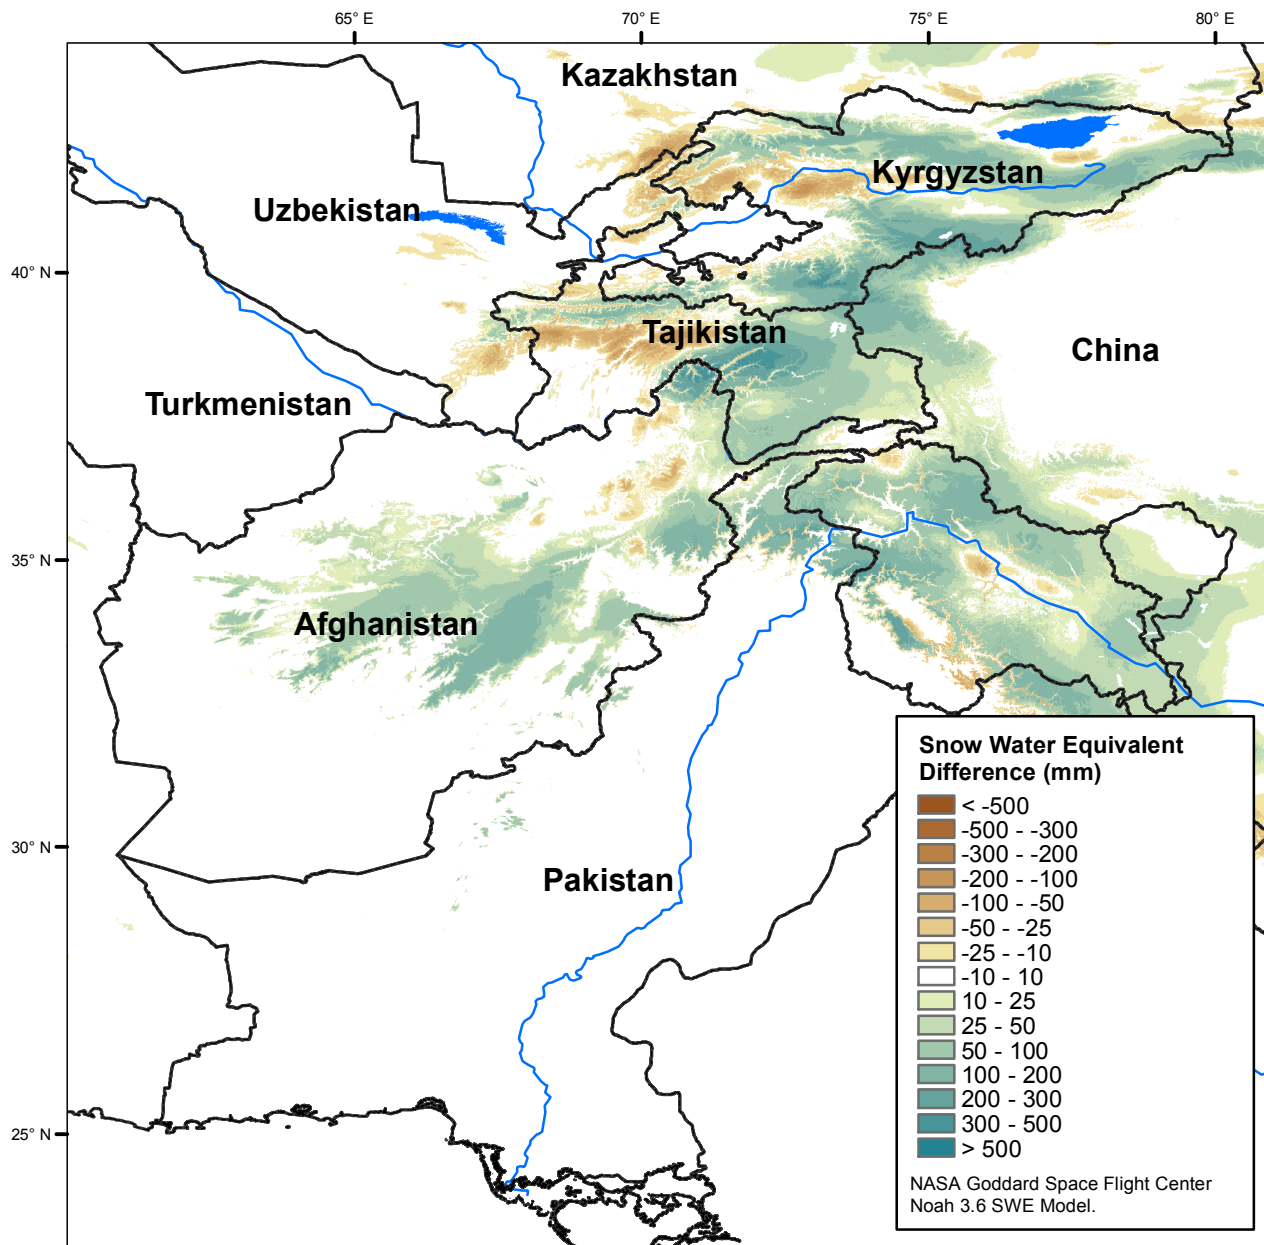 65° E
70° E
75° E
80° E
Kazakhstan
Kyrgyzstan
Uzbekistan
40° N
Tajikistan
China
Turkmenistan
35° N
Afghanistan
30° N
Pakistan
25° N
Snow Water Equivalent
Difference (mm)
< -500
-500 - -300
-300 - -200
-200 - -100
-100 - -50
-50 - -25
-25 - -10
-10 - 10
10 - 25
25 - 50
50 - 100
100 - 200
200 - 300
300 - 500
> 500
NASA Goddard Space Flight Center
Noah 3.6 SWE Model.